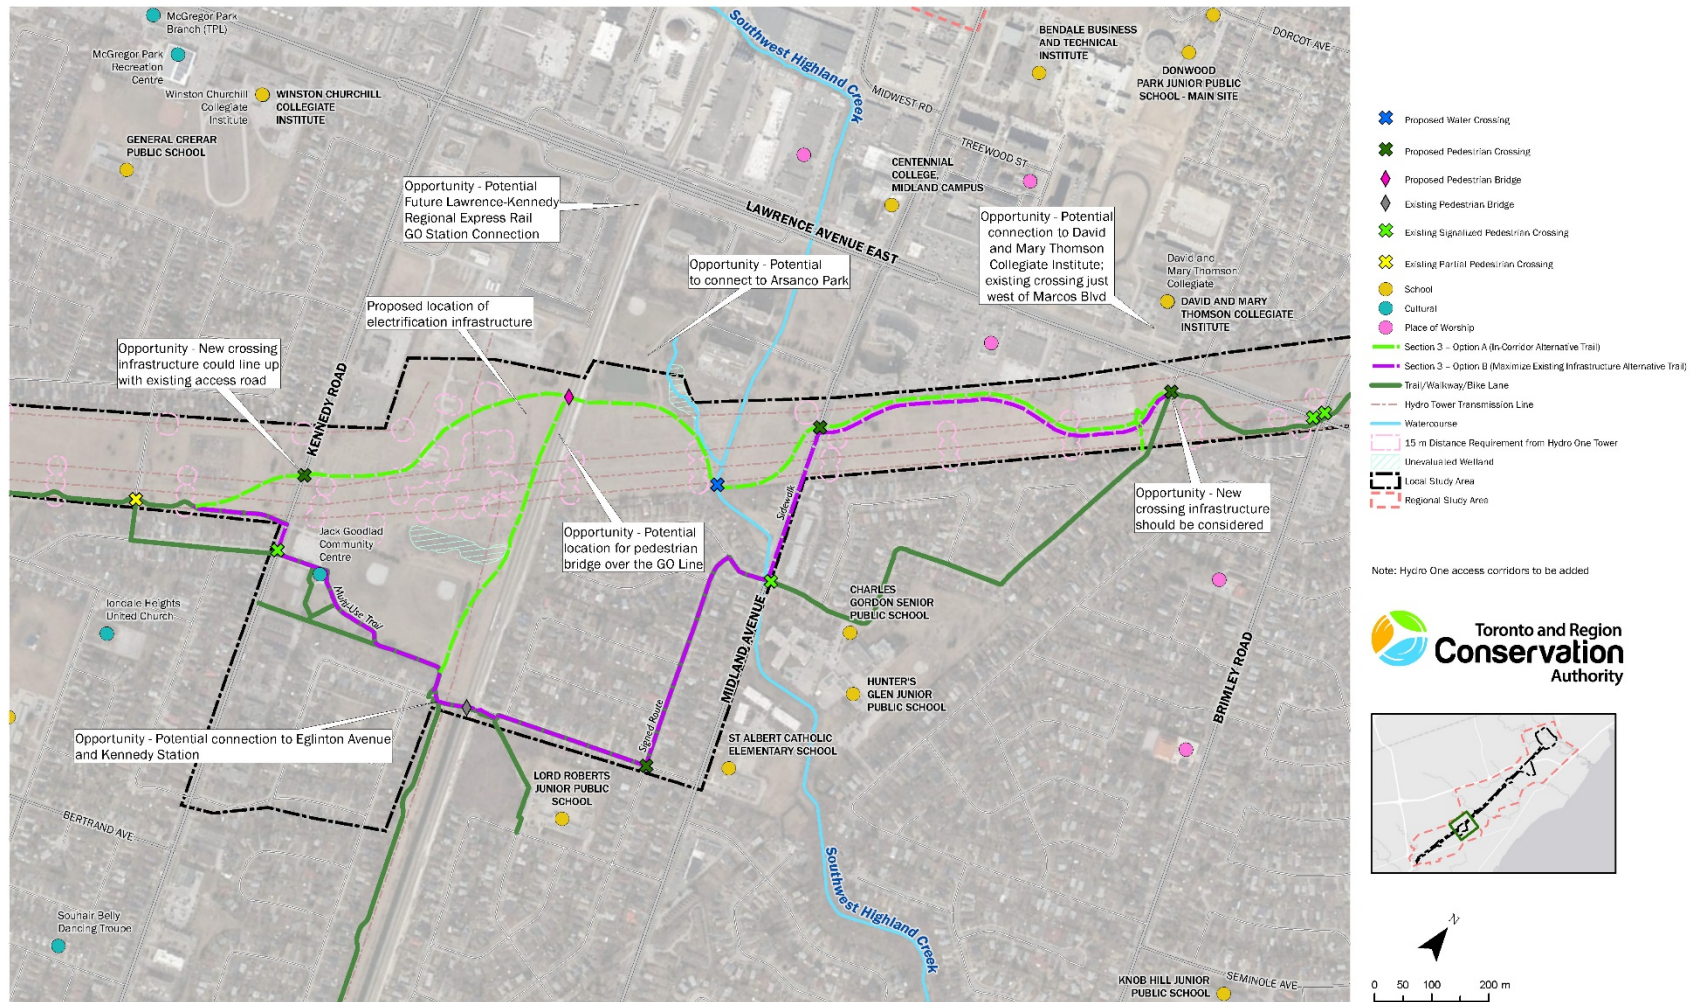 McGregor Park
Branch (TPL)
McGregor Park
Recreation
Centre
Winston Churchill
Collegiate
Institute
WINSTON CHURCHILL
COLLEGIATE
INSTITUTE
GENERAL CRERAR
PUBLIC SCHOOL
Southwest Highland Creek
BENDALE BUSINESS
AND TECHNICAL
INSTITUTE
DORCOT AVE
DONWOOD
PARK JUNIOR PUBLIC
SCHOOL - MAIN SITE
MIDWEST RD
TREEWOOD ST
CENTENNIAL
COLLEGE,
MIDLAND CAMPUS
LAWRENCE AVENUE EAST
Opportunity - Potential
Future Lawrence-Kennedy
Regional Express Rail
GO Station Connection
Opportunity - Potential
connection to David
and Mary Thomson
Collegiate Institute;
existing crossing just
west of Marcos Blvd
David and
Mary Thomson
Collegiate
DAVID AND MARY
THOMSON COLLEGIATE
INSTITUTE
Opportunity - Potential
to connect to Arsanco Park
Proposed location of
electrification infrastructure
Opportunity - New crossing
infrastructure could line up
with existing access road
KENNEDY ROAD
Opportunity - New
crossing infrastructure
should be considered
Sidewalk
Opportunity - Potential
location for pedestrian
bridge over the GO Line
Jack Goodlad
Community
Centre
Multi-Use Trail
Iondale Heights
United Church
CHARLES
GORDON SENIOR
PUBLIC SCHOOL
MIDLAND AVENUE
BRIMLEY ROAD
HUNTER'S
GLEN JUNIOR
PUBLIC SCHOOL
Signed Route
ST ALBERT CATHOLIC
ELEMENTARY SCHOOL
Opportunity - Potential connection to Eglinton Avenue
and Kennedy Station
LORD ROBERTS
JUNIOR PUBLIC
SCHOOL
BERTRAND AVE
Southwest Highland Creek
Souhair Belly
Dancing Troupe
KNOB HILL JUNIOR
PUBLIC SCHOOL
SEMINOLE AVE
Proposed Water Crossing
Proposed Pedestrian Crossing
Proposed Pedestrian Bridge
Existing Pedestrian Bridge
Existing Signalized Pedestrian Crossing
Existing Partial Pedestrian Crossing
School
Cultural
Place of Worship
Section 3 – Option A (In-Corridor Alternative Trail)
Section 3 – Option B (Maximize Existing Infrastructure Alternative Trail)
Trail/Walkway/Bike Lane
Hydro Tower Transmission Line
Watercourse
15 m Distance Requirement from Hydro One Tower
Unevaluated Wetland
Local Study Area
Regional Study Area
Note: Hydro One access corridors to be added
Toronto and Region
Conservation
Authority
N
0 50 100 200 m